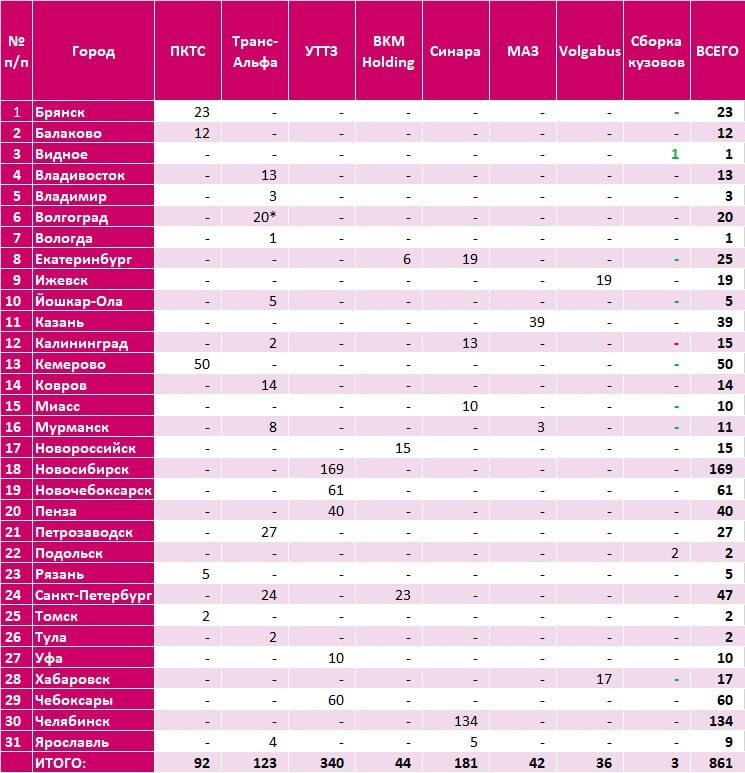 № п/п Город ПКТС Транс-Альфа УТТЗ ВКМ Holding Синара МАЗ Volgabus Сборка кузовов ВСЕГО
1 Брянск 23 - - - - - - - 23
2 Балаково 12 - - - - - - - 12
3 Видное - - - - - - - 1 1
4 Владивосток - 13 - - - - - - 13
5 Владимир - 3 - - - - - - 3
6 Волгоград - 20* - - - - - - 20
7 Вологда - 1 - - - - - - 1
8 Екатеринбург - - - 6 19 - - - 25
9 Ижевск - - - - - - 19 - 19
10 Йошкар-Ола - 5 - - - - - - 5
11 Казань - - - - - 39 - - 39
12 Калининград - 2 - - 13 - - - 15
13 Кемерово 50 - - - - - - - 50
14 Ковров - 14 - - - - - - 14
15 Миасс - - - - 10 - - - 10
16 Мурманск - 8 - - - 3 - - 11
17 Новороссийск - - - 15 - - - - 15
18 Новосибирск - - 169 - - - - - 169
19 Новочебоксарск - - 61 - - - - - 61
20 Пенза - - 40 - - - - - 40
21 Петрозаводск - 27 - - - - - - 27
22 Подольск - - - - - - - 2 2
23 Рязань 5 - - - - - - - 5
24 Санкт-Петербург - 24 - 23 - - - - 47
25 Томск 2 - - - - - - - 2
26 Тула - 2 - - - - - - 2
27 Уфа - - 10 - - - - - 10
28 Хабаровск - - - - - - 17 - 17
29 Чебоксары - - 60 - - - - - 60
30 Челябинск - - - - 134 - - - 134
31 Ярославль - 4 - - 5 - - - 9
ИТОГО: 92 123 340 44 181 42 36 3 861